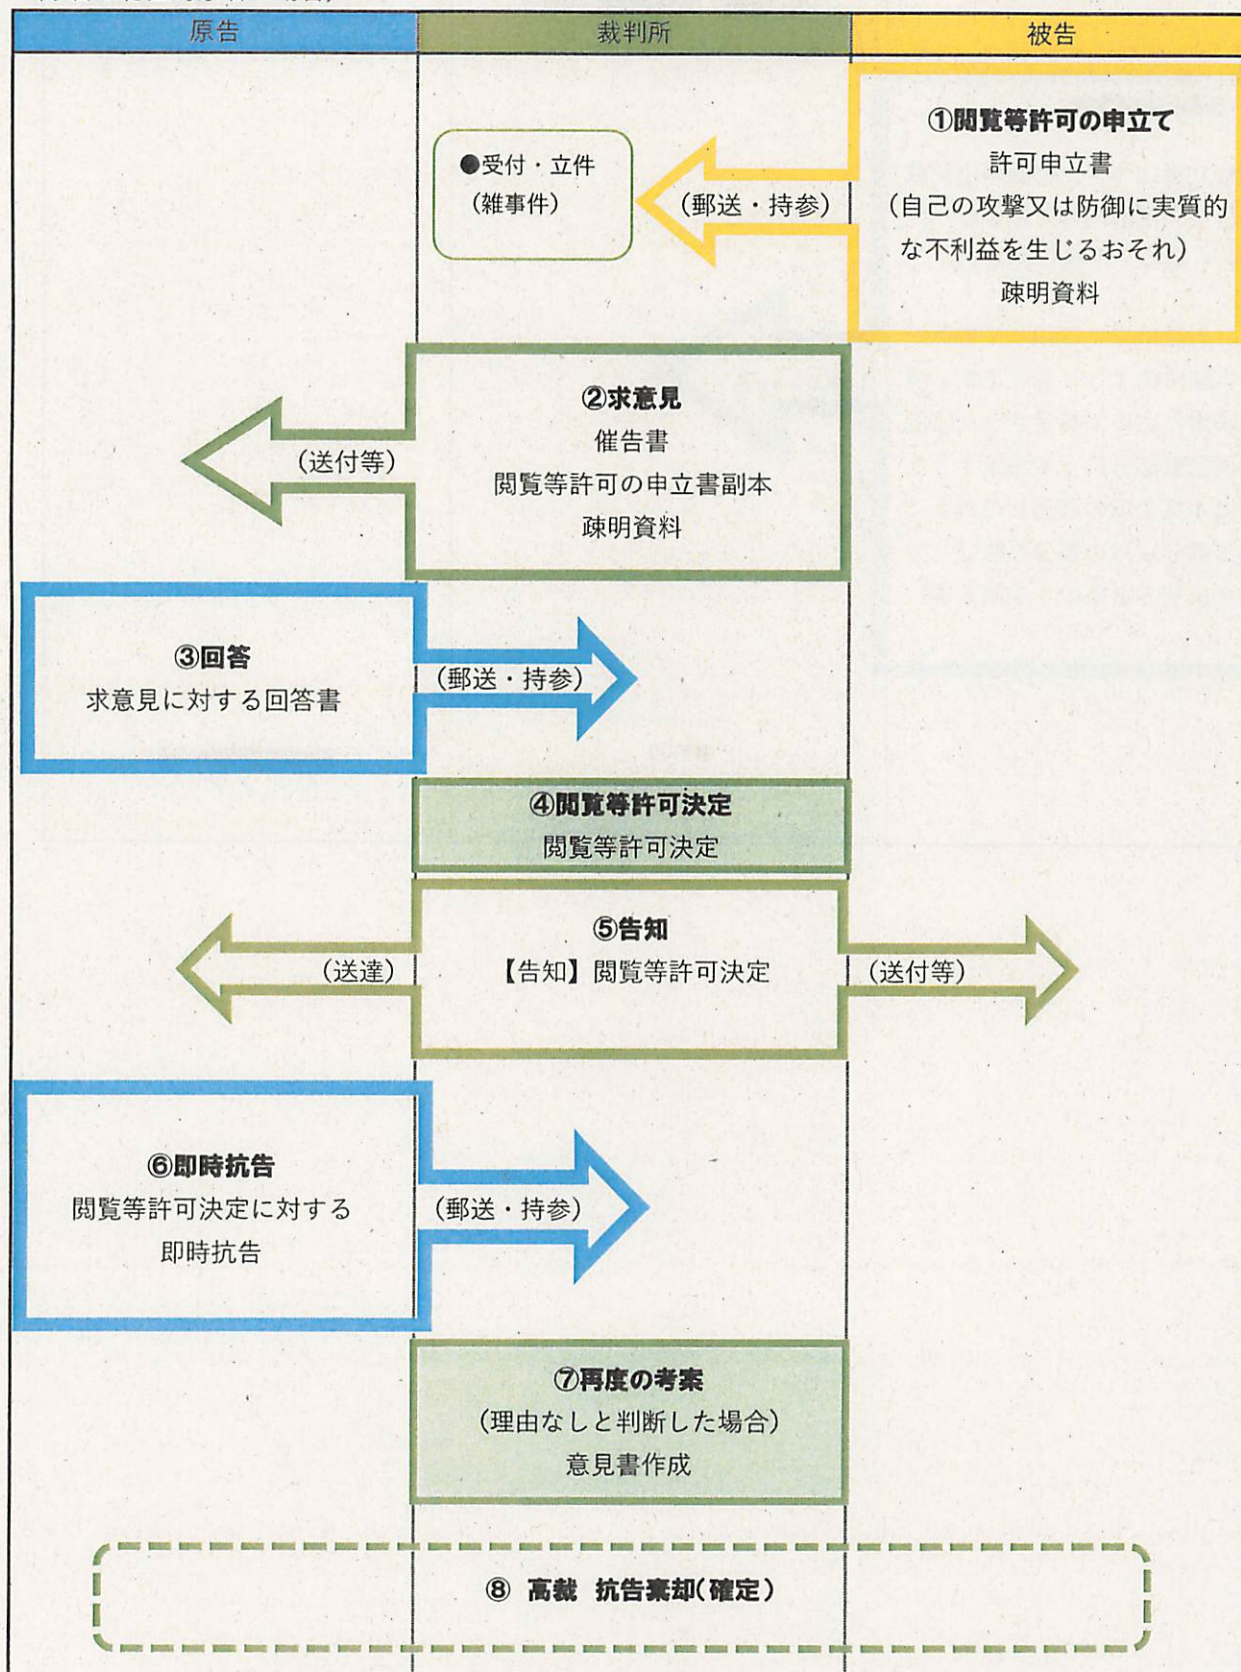 原告
裁判所
被告
①閲覧等許可の申立て
許可申立書
(自己の攻撃又は防御に実質的
な不利益を生じるおそれ)
疎明資料
(郵送・持参)
●受付・立件
(雑事件)
②求意見
催告書
閲覧等許可の申立書副本
疎明資料
(送付等)
③回答
求意見に対する回答書
(郵送・持参)
④閲覧等許可決定
閲覧等許可決定
⑤告知
【告知】閲覧等許可決定
(送達)
(送付等)
⑥即時抗告
閲覧等許可決定に対する
即時抗告
(郵送・持参)
⑦再度の考案
(理由なしと判断した場合)
意見書作成
⑧ 高裁 抗告棄却(確定)